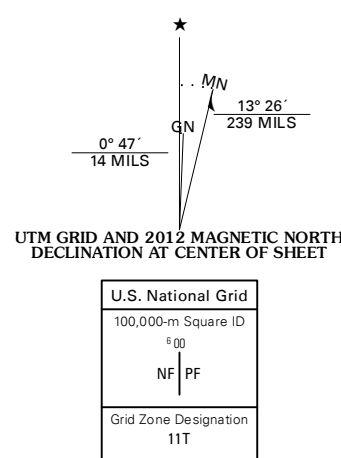 ★
MN
GN
13° 26´
239 MILS
0° 47´
14 MILS
UTM GRID AND 2012 MAGNETIC NORTH
DECLINATION AT CENTER OF SHEET
U.S. National Grid
100,000-m Square ID
⁶00
NF PF
Grid Zone Designation
11T